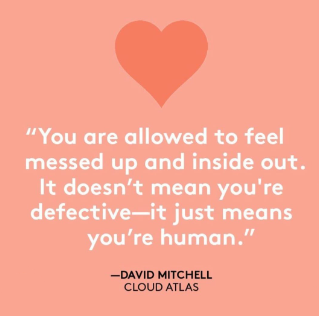 “You are allowed to feel
messed up and inside out.
It doesn’t mean you're
defective—it just means
you’re human.”
—DAVID MITCHELL
CLOUD ATLAS